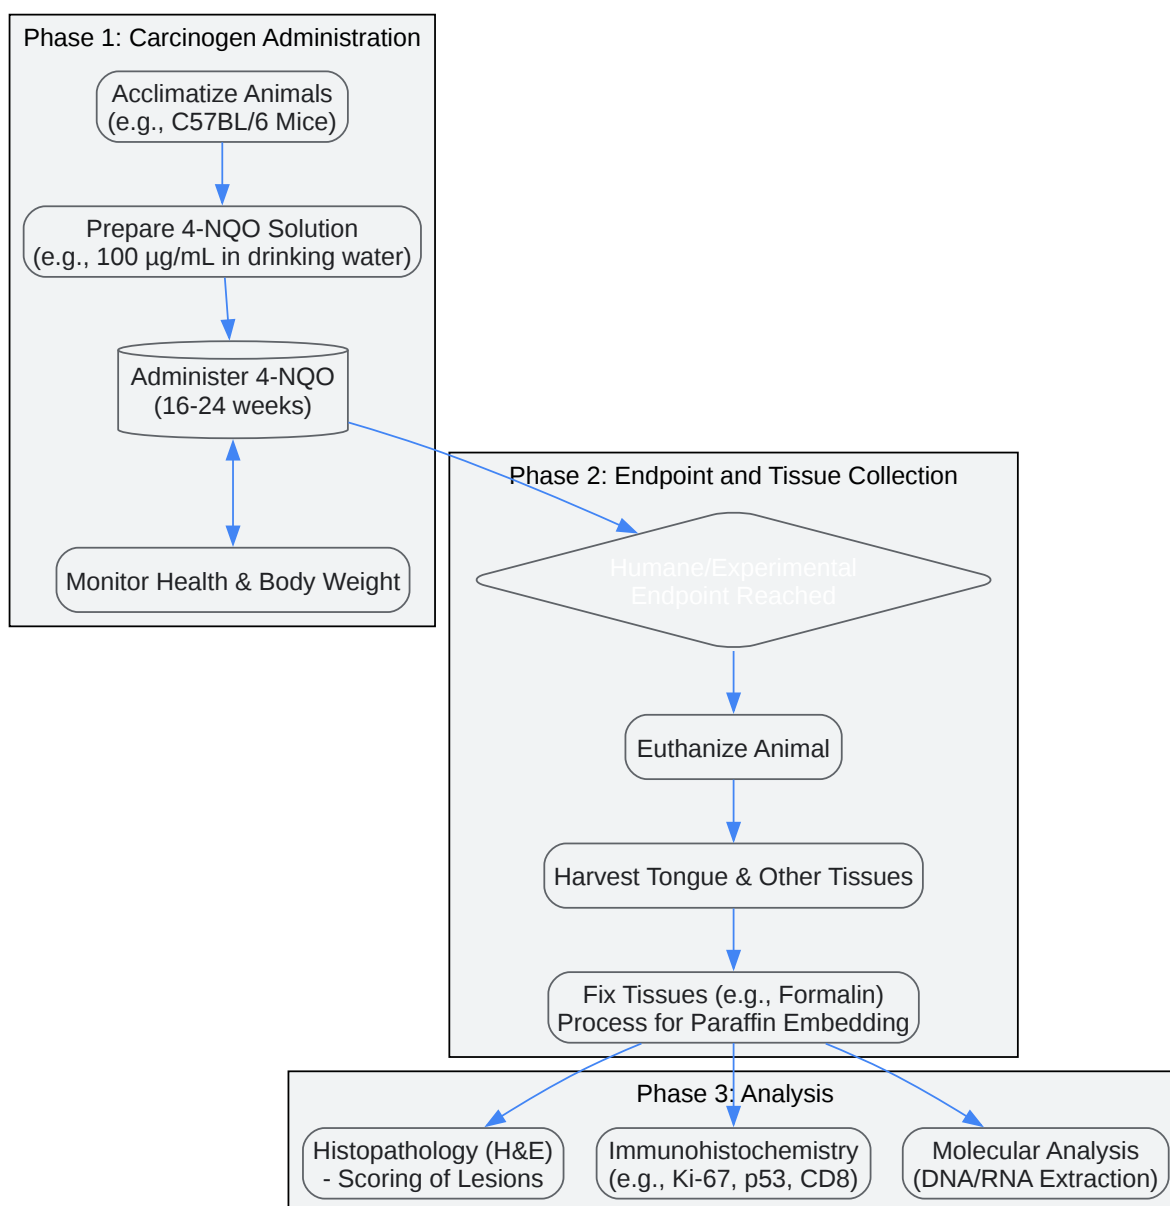 Phase 1: Carcinogen Administration
Acclimatize Animals
(e.g., C57BL/6 Mice)
Prepare 4-NQO Solution
(e.g., 100 µg/mL in drinking water)
Administer 4-NQO
(16-24 weeks)
Monitor Health & Body Weight
Phase 2: Endpoint and Tissue Collection
Humane/Experimental
Endpoint Reached
Euthanize Animal
Harvest Tongue & Other Tissues
Fix Tissues (e.g., Formalin)
Process for Paraffin Embedding
Phase 3: Analysis
Histopathology (H&E)
- Scoring of Lesions
Immunohistochemistry
(e.g., Ki-67, p53, CD8)
Molecular Analysis
(DNA/RNA Extraction)